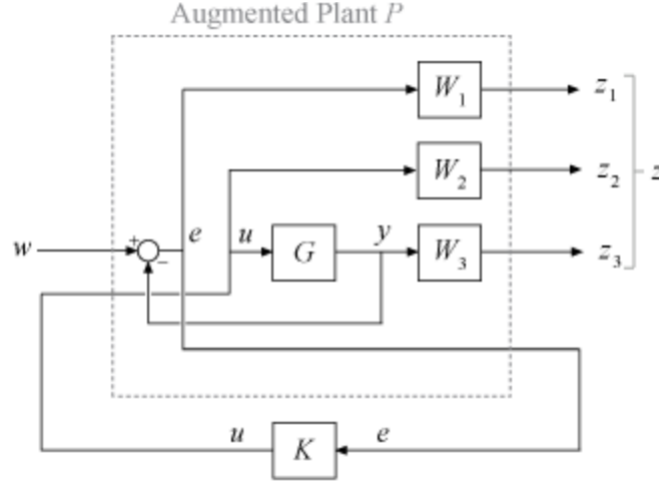 Augmented Plant P
W₁ z₁
W₂ z₂ z
w + − e u G y W₃ z₃
u K e